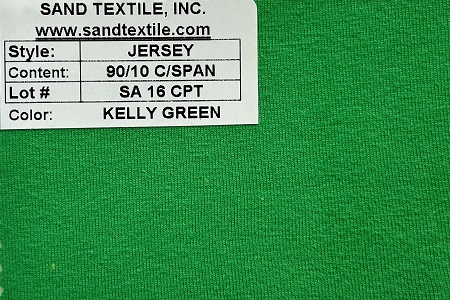 SAND TEXTILE, INC.
www.sandtextile.com
Style: JERSEY
Content: 90/10 C/SPAN
Lot # SA 16 CPT
Color: KELLY GREEN